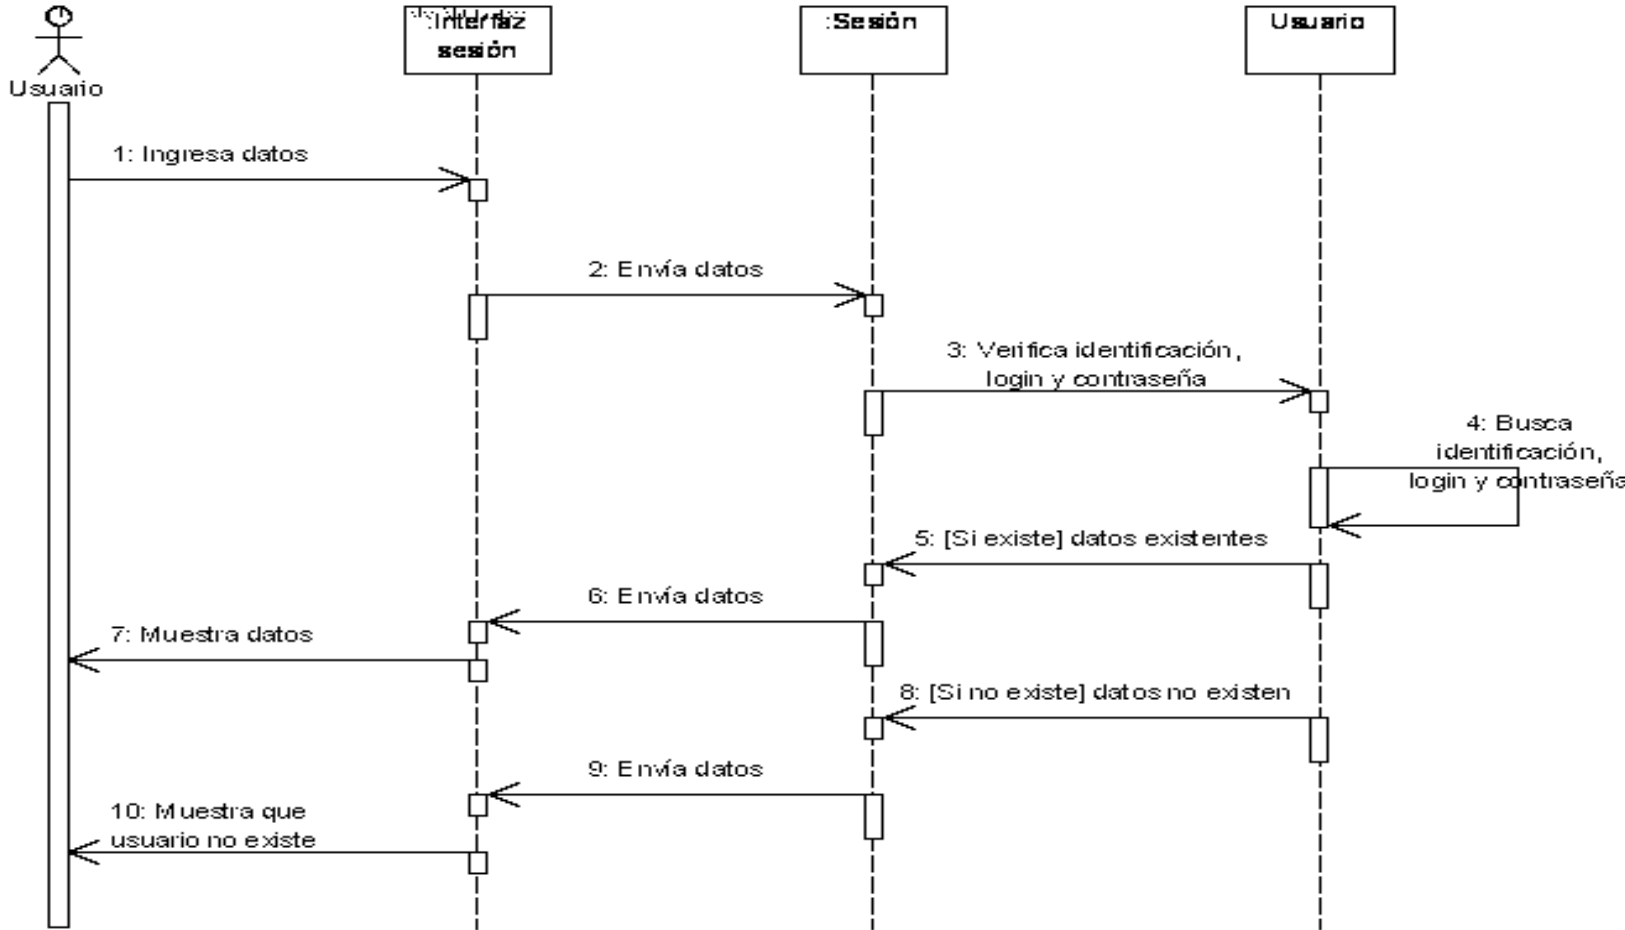 :Interfaz
sesión
:Sesión
Usuario
Usuario
1: Ingresa datos
2: Envía datos
3: Verifica identificación,
login y contraseña
4: Busca
identificación,
login y contraseña
5: [Si existe] datos existentes
6: Envía datos
7: Muestra datos
8: [Si no existe] datos no existen
9: Envía datos
10: Muestra que
usuario no existe